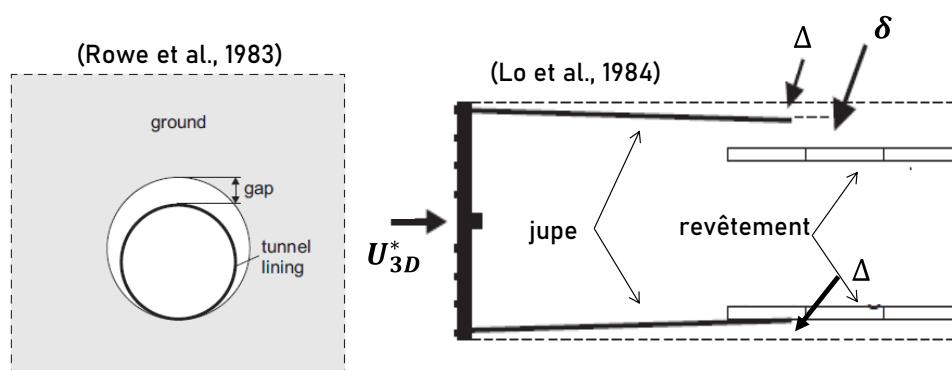 (Rowe et al., 1983)
ground
gap
tunnel
lining
(Lo et al., 1984)
Δ
δ
U*3D
jupe
revêtement
Δ